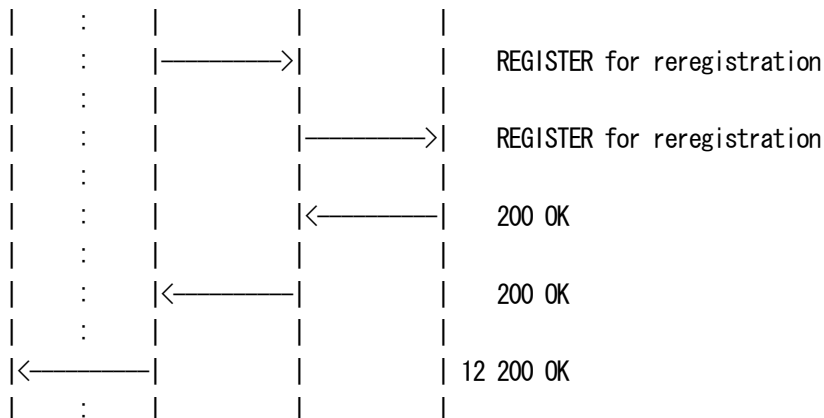 |       :      |             |             |
|       :      |------------>|             |     REGISTER for reregistration
|       :      |             |             |
|       :      |             |------------>|     REGISTER for reregistration
|       :      |             |             |
|       :      |             |<------------|     200 OK
|       :      |             |             |
|       :      |<------------|             |     200 OK
|       :      |             |             |
|<-------------|             |             |  12 200 OK
|       :      |             |             |